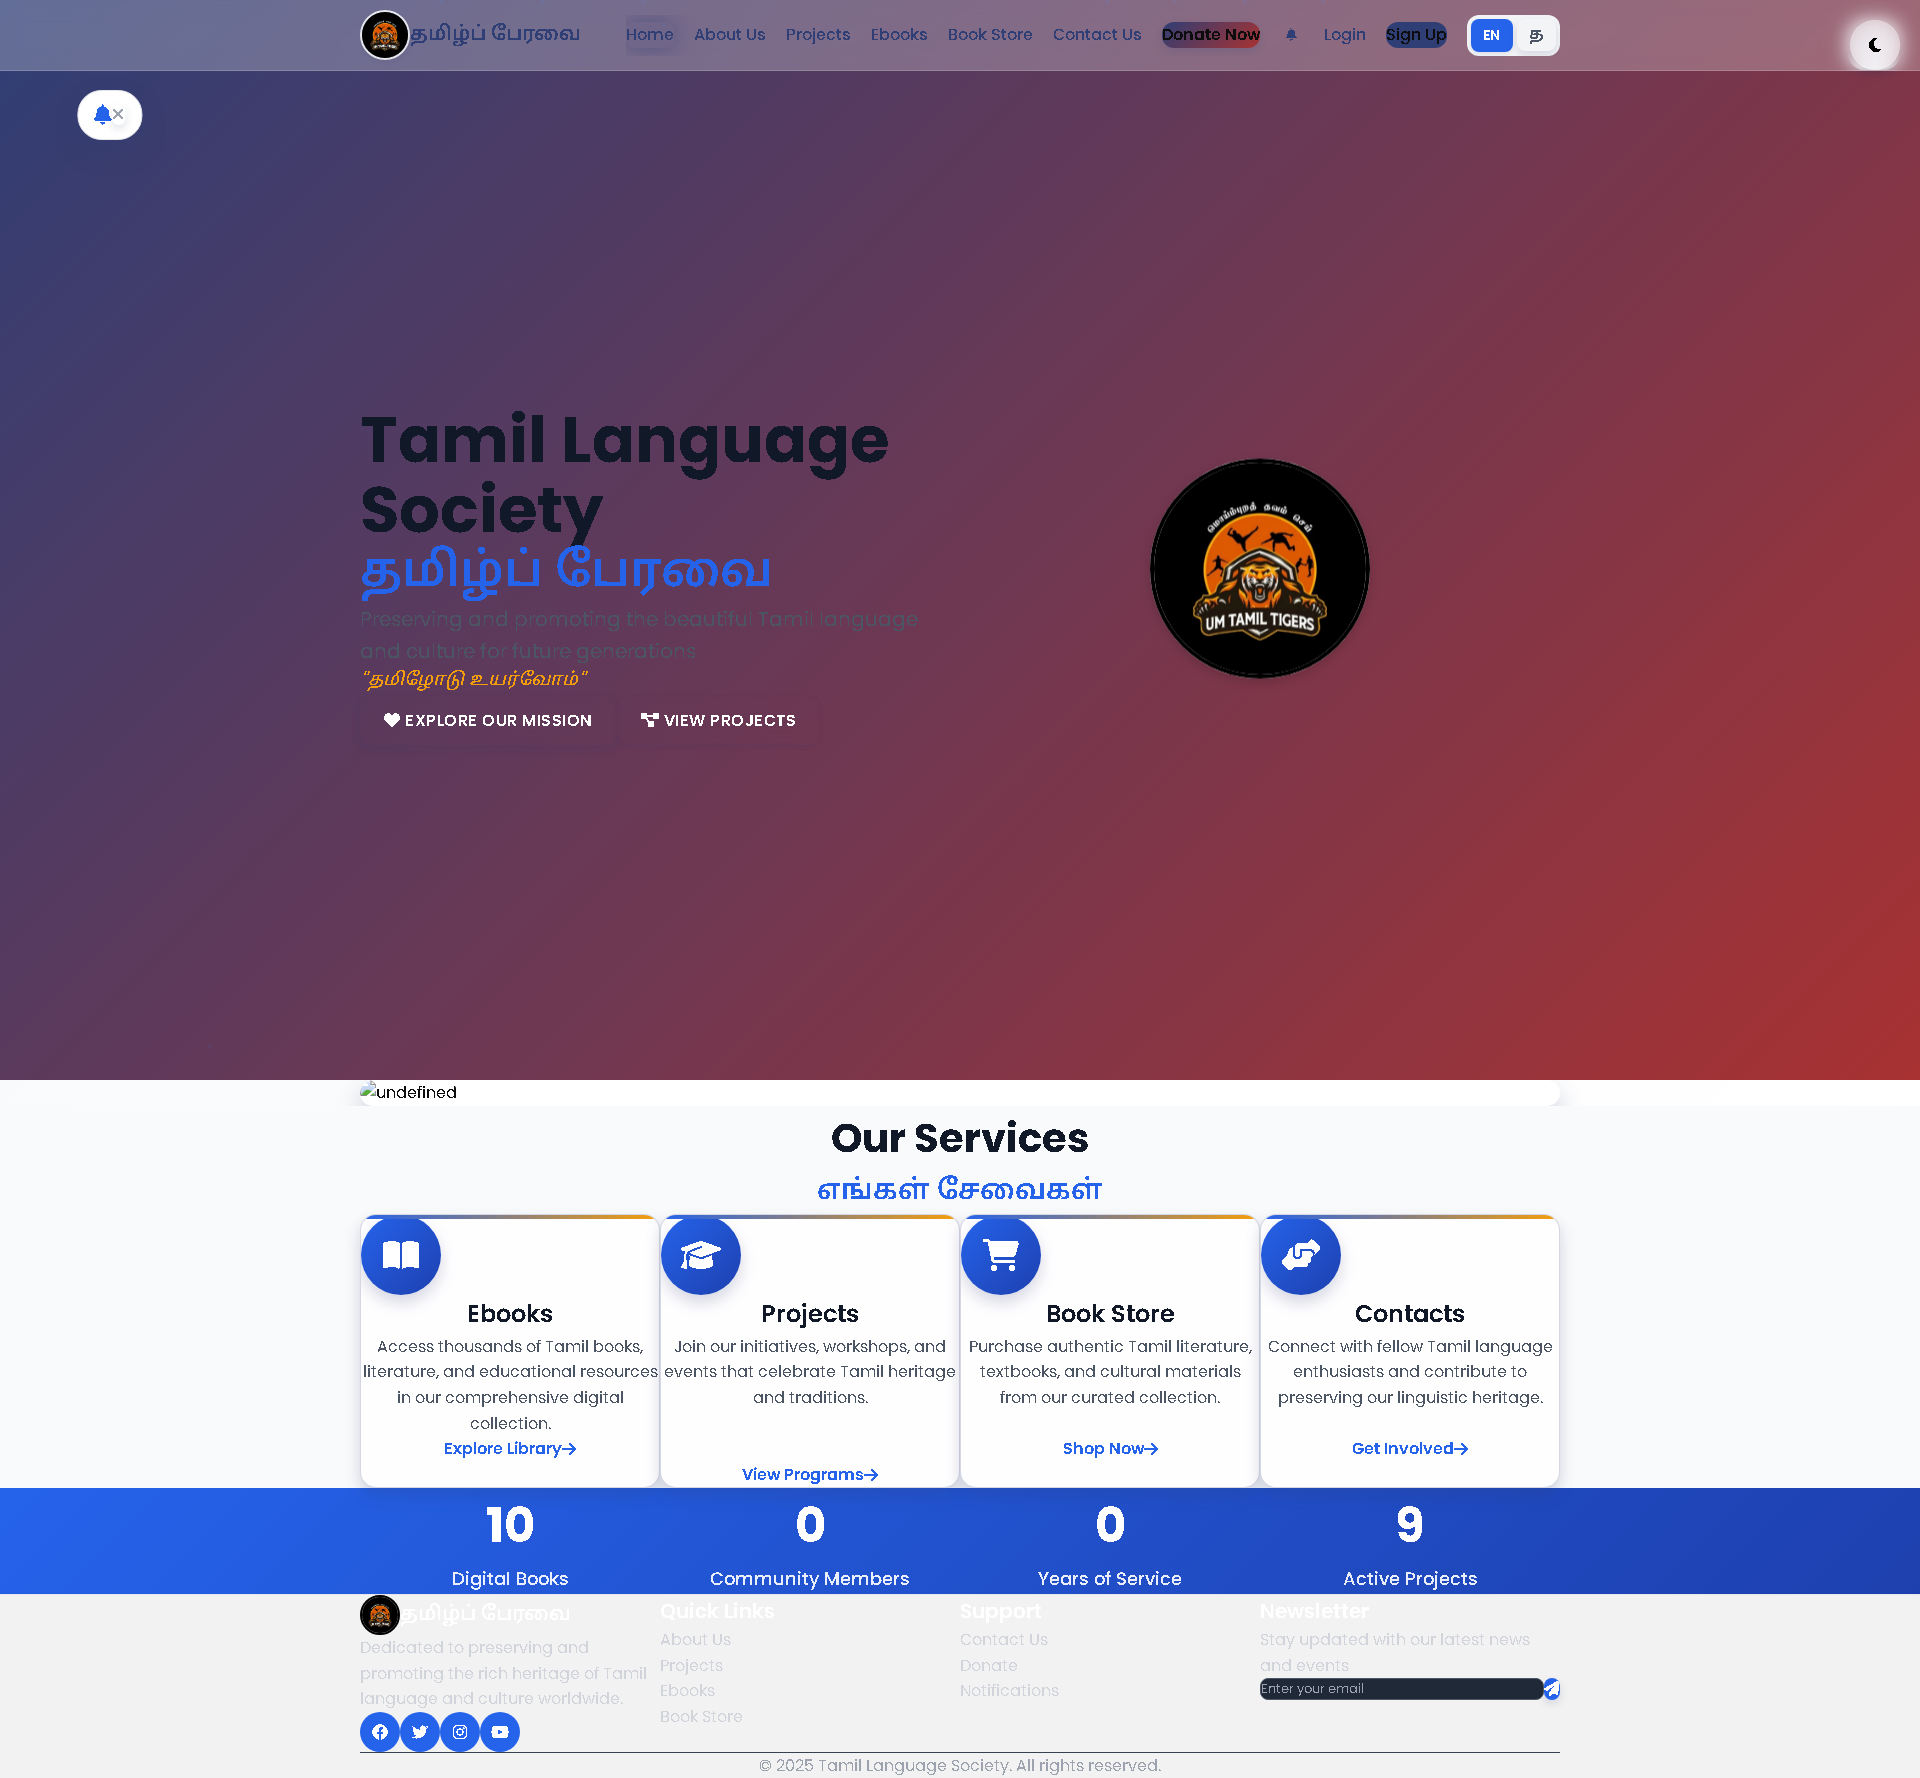 தமிழ்ப் பேரவை
Home About Us Projects Ebooks Book Store Contact Us Donate Now Login Sign Up EN த
Tamil Language
Society
தமிழ்ப் பேரவை
Preserving and promoting the beautiful Tamil language
and culture for future generations
"தமிழோடு உயர்வோம்"
EXPLORE OUR MISSION VIEW PROJECTS
மொய்ம்புறத் தவம் செய்
UM TAMIL TIGERS
undefined
Our Services
எங்கள் சேவைகள்
Ebooks
Access thousands of Tamil books,
literature, and educational resources
in our comprehensive digital
collection.
Explore Library
Projects
Join our initiatives, workshops, and
events that celebrate Tamil heritage
and traditions.
View Programs
Book Store
Purchase authentic Tamil literature,
textbooks, and cultural materials
from our curated collection.
Shop Now
Contacts
Connect with fellow Tamil language
enthusiasts and contribute to
preserving our linguistic heritage.
Get Involved
10
Digital Books
0
Community Members
0
Years of Service
9
Active Projects
தமிழ்ப் பேரவை
Dedicated to preserving and
promoting the rich heritage of Tamil
language and culture worldwide.
Quick Links
About Us
Projects
Ebooks
Book Store
Support
Contact Us
Donate
Notifications
Newsletter
Stay updated with our latest news
and events
Enter your email
© 2025 Tamil Language Society. All rights reserved.